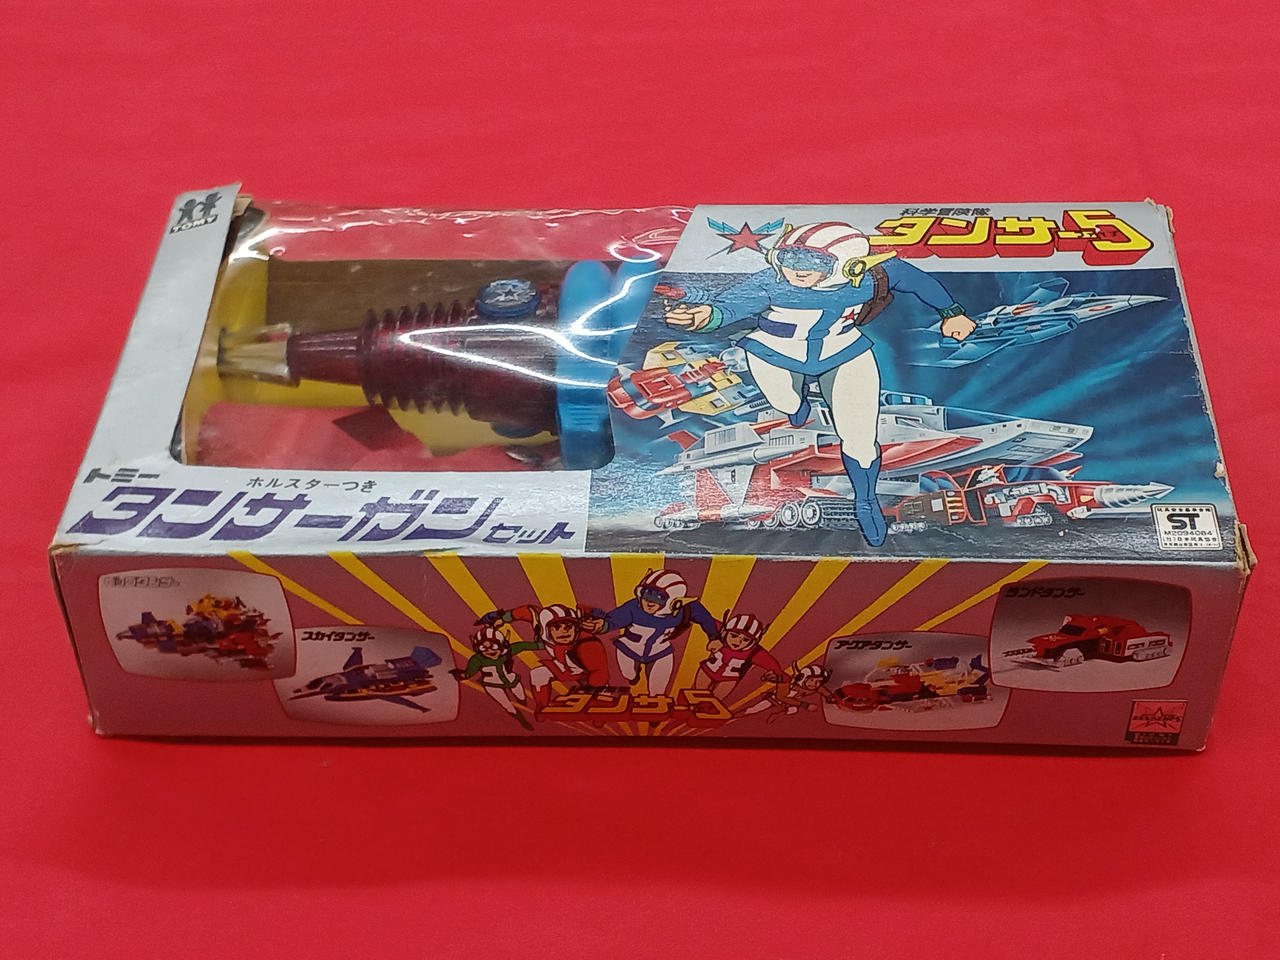 TOMY
科学冒険隊
タンサー5
トミー
ホルスターつき
タンサーガンセット
ST
M2094084
スカイタンサー
タンサー5
アクアタンサー
ランドタンサー